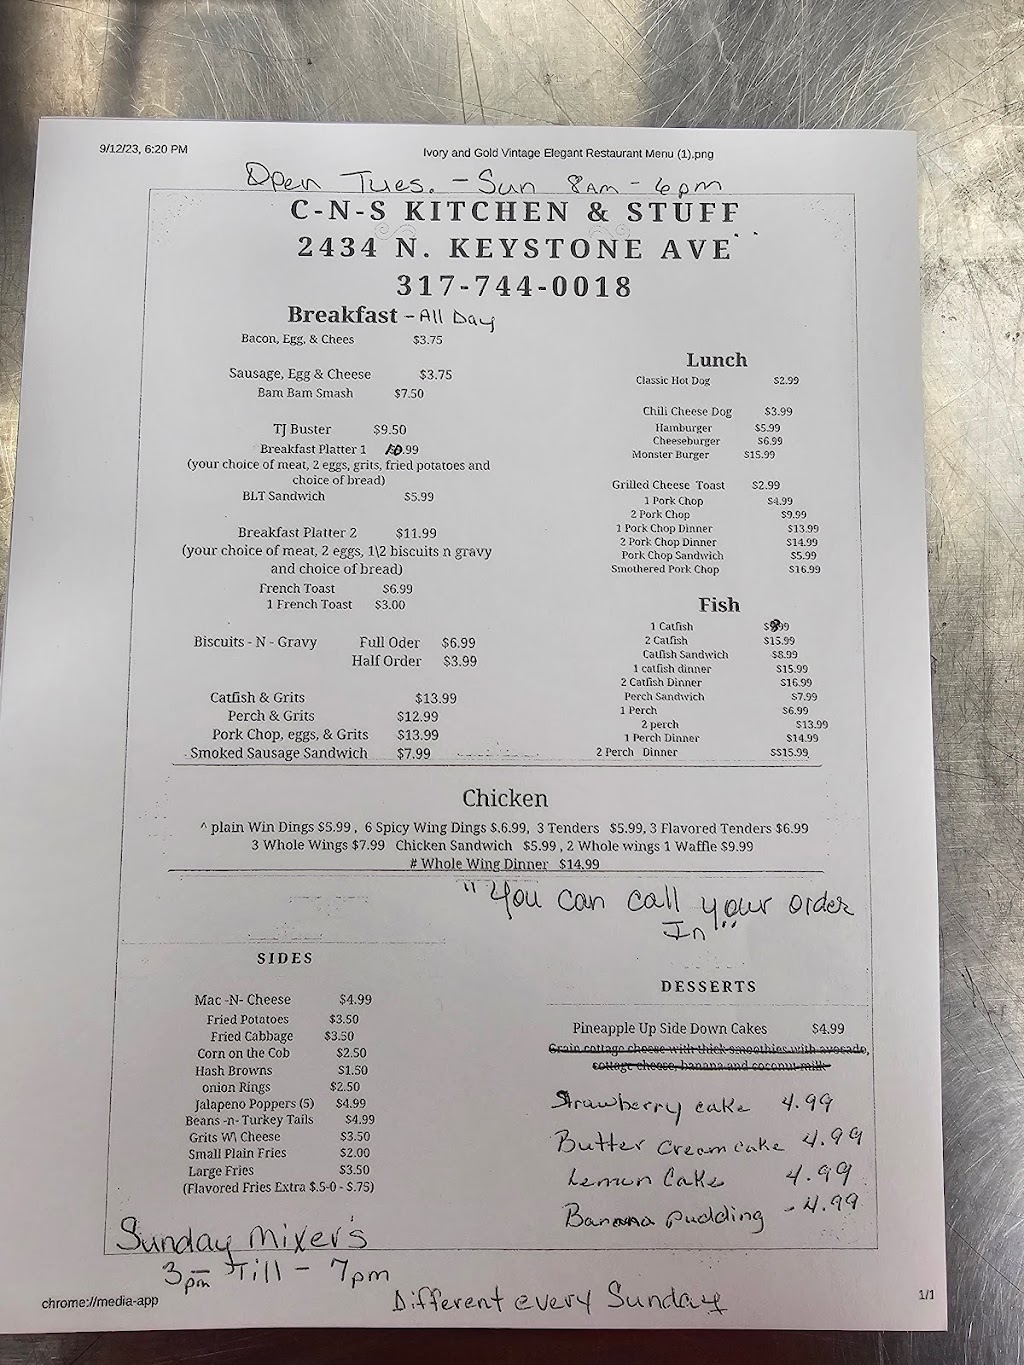 9/12/23, 6:20 PM
Ivory and Gold Vintage Elegant Restaurant Menu (1).png
Open Tues. - Sun 8AM - 6pm
C-N-S KITCHEN & STUFF
2434 N. KEYSTONE AVE
317-744-0018
Breakfast - All Day
Bacon, Egg, & Chees $3.75
Sausage, Egg & Cheese $3.75
Bam Bam Smash $7.50
TJ Buster $9.50
Breakfast Platter 1 10.99
(your choice of meat, 2 eggs, grits, fried potatoes and
choice of bread)
BLT Sandwich $5.99
Breakfast Platter 2 $11.99
(your choice of meat, 2 eggs, 1\2 biscuits n gravy
and choice of bread)
French Toast $6.99
1 French Toast $3.00
Biscuits - N - Gravy Full Oder $6.99
Half Order $3.99
Catfish & Grits $13.99
Perch & Grits $12.99
Pork Chop, eggs, & Grits $13.99
Smoked Sausage Sandwich $7.99
Lunch
Classic Hot Dog $2.99
Chili Cheese Dog $3.99
Hamburger $5.99
Cheeseburger $6.99
Monster Burger $15.99
Grilled Cheese Toast $2.99
1 Pork Chop $4.99
2 Pork Chop $9.99
1 Pork Chop Dinner $13.99
2 Pork Chop Dinner $14.99
Pork Chop Sandwich $5.99
Smothered Pork Chop $16.99
Fish
1 Catfish
2 Catfish $15.99
Catfish Sandwich $8.99
1 catfish dinner $15.99
2 Catfish Dinner $16.99
Perch Sandwich $7.99
1 Perch $6.99
2 perch $13.99
1 Perch Dinner $14.99
2 Perch Dinner $S15.99
Chicken
^ plain Win Dings $5.99 , 6 Spicy Wing Dings $.6.99, 3 Tenders $5.99, 3 Flavored Tenders $6.99
3 Whole Wings $7.99 Chicken Sandwich $5.99 , 2 Whole wings 1 Waffle $9.99
# Whole Wing Dinner $14.99
"You can call your order
In"
SIDES
Mac -N- Cheese $4.99
Fried Potatoes $3.50
Fried Cabbage $3.50
Corn on the Cob $2.50
Hash Browns $1.50
onion Rings $2.50
Jalapeno Poppers (5) $4.99
Beans -n- Turkey Tails $4.99
Grits W\ Cheese $3.50
Small Plain Fries $2.00
Large Fries $3.50
(Flavored Fries Extra $.5-0 - $.75)
DESSERTS
Pineapple Up Side Down Cakes $4.99
Grain cottage cheese with thick smoothies with avocado,
cottage cheese, banana and coconut milk
Strawberry cake 4.99
Butter Cream cake 4.99
Lemon Cake 4.99
Banana pudding - 4.99
Sunday Mixer's
3pm Till - 7pm
Different every Sunday
chrome://media-app
1/1